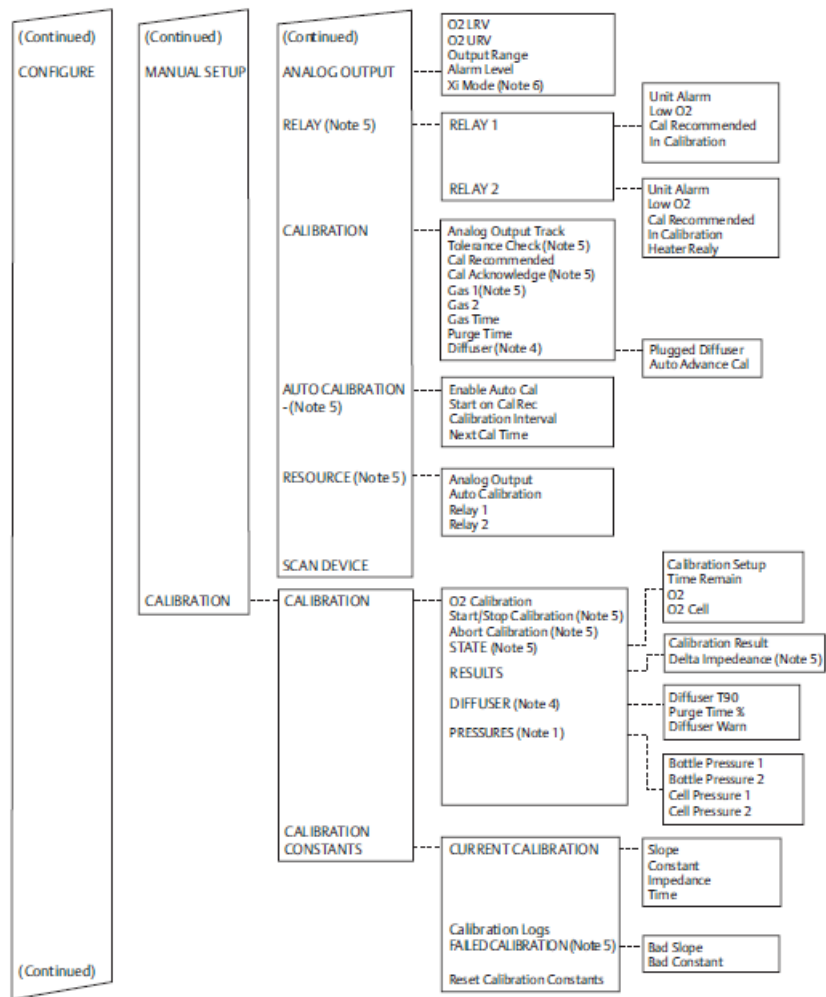 (Continued)
CONFIGURE
(Continued)
(Continued)
MANUAL SETUP
CALIBRATION
(Continued)
ANALOG OUTPUT
RELAY (Note 5)
CALIBRATION
AUTO CALIBRATION
- (Note 5)
RESOURCE (Note 5)
SCAN DEVICE
O2 LRV
O2 URV
Output Range
Alarm Level
Xi Mode (Note 6)
RELAY 1
RELAY 2
Unit Alarm
Low O2
Cal Recommended
In Calibration
Unit Alarm
Low O2
Cal Recommended
In Calibration
Heater Realy
Analog Output Track
Tolerance Check (Note 5)
Cal Recommended
Cal Acknowledge (Note 5)
Gas 1(Note 5)
Gas 2
Gas Time
Purge Time
Diffuser (Note 4)
Plugged Diffuser
Auto Advance Cal
Enable Auto Cal
Start on Cal Rec
Calibration Interval
Next Cal Time
Analog Output
Auto Calibration
Relay 1
Relay 2
CALIBRATION
CALIBRATION
CONSTANTS
O2 Calibration
Start/Stop Calibration (Note 5)
Abort Calibration (Note 5)
STATE (Note 5)
RESULTS
DIFFUSER (Note 4)
PRESSURES (Note 1)
Calibration Setup
Time Remain
O2
O2 Cell
Calibration Result
Delta Impedeance (Note 5)
Diffuser T90
Purge Time %
Diffuser Warn
Bottle Pressure 1
Bottle Pressure 2
Cell Pressure 1
Cell Pressure 2
CURRENT CALIBRATION
Calibration Logs
FAILED CALIBRATION (Note 5)
Reset Calibration Constants
Slope
Constant
Impedance
Time
Bad Slope
Bad Constant